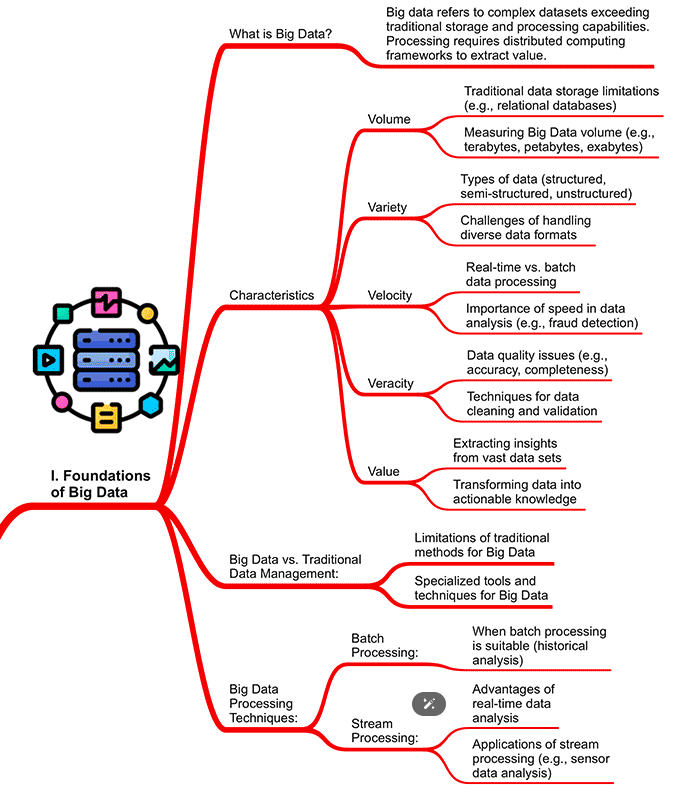 What is Big Data?
Big data refers to complex datasets exceeding
traditional storage and processing capabilities.
Processing requires distributed computing
frameworks to extract value.
Characteristics
Volume
Traditional data storage limitations
(e.g., relational databases)
Measuring Big Data volume (e.g.,
terabytes, petabytes, exabytes)
Variety
Types of data (structured,
semi-structured, unstructured)
Challenges of handling
diverse data formats
Velocity
Real-time vs. batch
data processing
Importance of speed in data
analysis (e.g., fraud detection)
Veracity
Data quality issues (e.g.,
accuracy, completeness)
Techniques for data
cleaning and validation
Value
Extracting insights
from vast data sets
Transforming data into
actionable knowledge
I. Foundations
of Big Data
Big Data vs. Traditional
Data Management:
Limitations of traditional
methods for Big Data
Specialized tools and
techniques for Big Data
Big Data
Processing
Techniques:
Batch
Processing:
When batch processing
is suitable (historical
analysis)
Stream
Processing:
Advantages of
real-time data
analysis
Applications of stream
processing (e.g., sensor
data analysis)